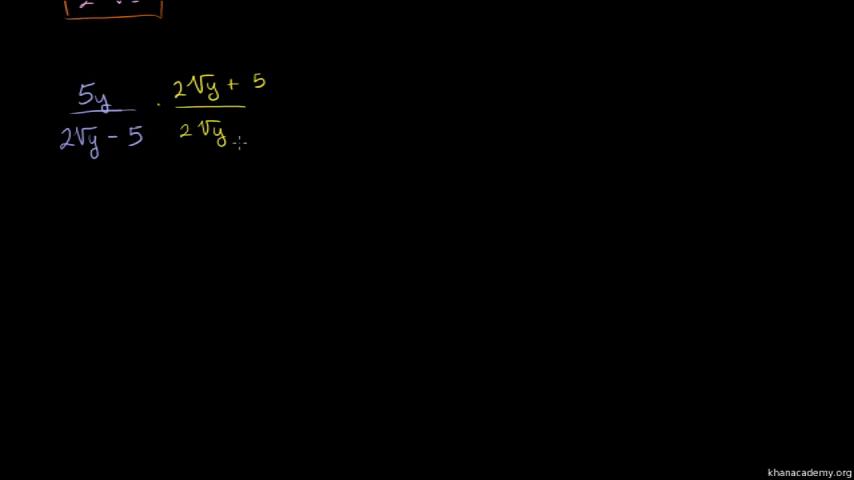 5y / (2√y - 5) · (2√y + 5) / (2√y
khanacademy.org